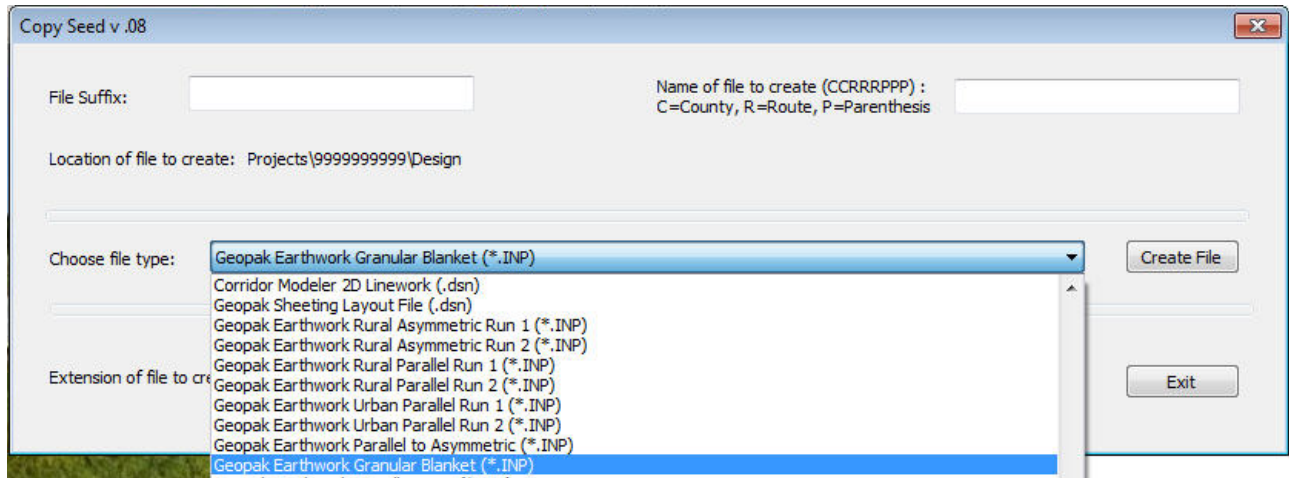 Copy Seed v .08
File Suffix:
Name of file to create (CCRRRPPP) :
C=County, R=Route, P=Parenthesis
Location of file to create: Projects\9999999999\Design
Choose file type:
Geopak Earthwork Granular Blanket (*.INP)
Create File
Corridor Modeler 2D Linework (.dsn)
Geopak Sheeting Layout File (.dsn)
Geopak Earthwork Rural Asymmetric Run 1 (*.INP)
Geopak Earthwork Rural Asymmetric Run 2 (*.INP)
Geopak Earthwork Rural Parallel Run 1 (*.INP)
Extension of file to cre
Geopak Earthwork Rural Parallel Run 2 (*.INP)
Exit
Geopak Earthwork Urban Parallel Run 1 (*.INP)
Geopak Earthwork Urban Parallel Run 2 (*.INP)
Geopak Earthwork Parallel to Asymmetric (*.INP)
Geopak Earthwork Granular Blanket (*.INP)